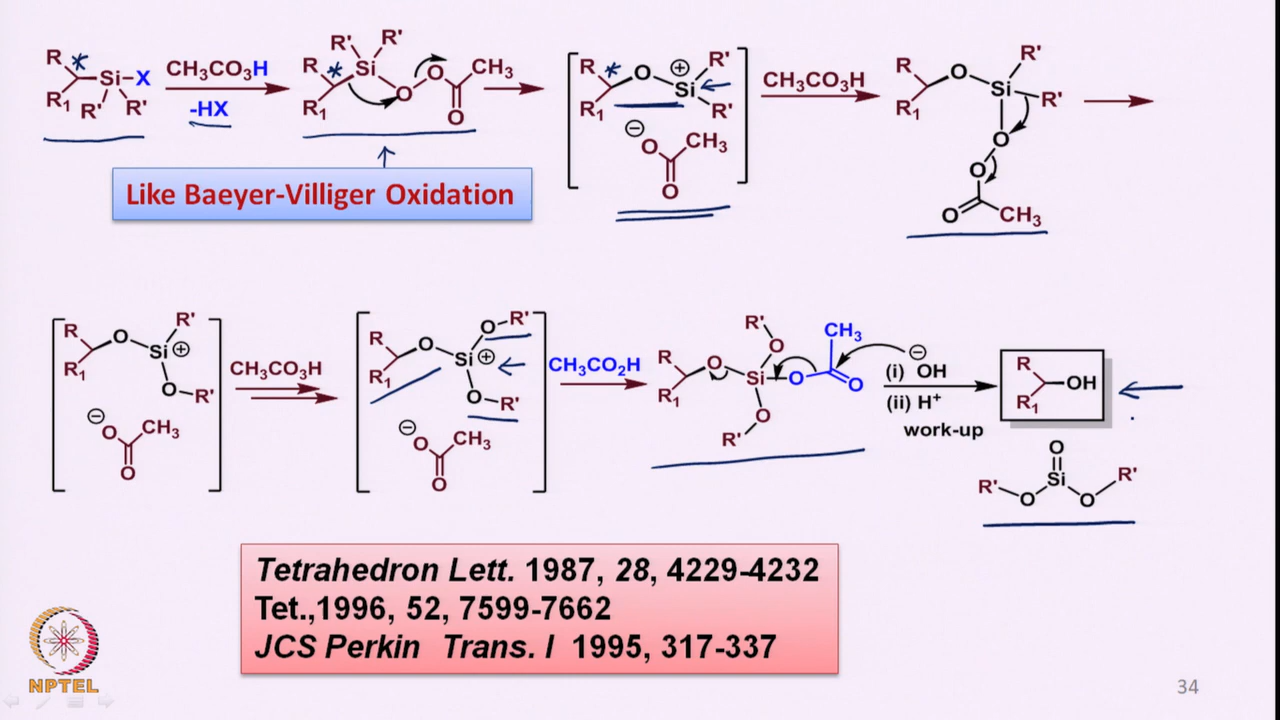 R * Si–X R₁ R' R' CH₃CO₃H -HX R' R' R * Si R₁ O O CH₃ O R * O Si ⊕ R' R₁ R' ⊖ O CH₃ O CH₃CO₃H R O Si R' R' R₁ O O O CH₃
Like Baeyer-Villiger Oxidation
R O Si ⊕ R' R₁ O R' ⊖ O CH₃ O CH₃CO₃H R O Si ⊕ O-R' R₁ O-R' ⊖ O CH₃ O CH₃CO₂H R O Si O CH₃ O R₁ R' O O R' (i) ⊖OH
(ii) H⁺
work-up
R OH R₁
O Si R' O O R'
Tetrahedron Lett. 1987, 28, 4229-4232
Tet.,1996, 52, 7599-7662
JCS Perkin Trans. I 1995, 317-337
NPTEL
34